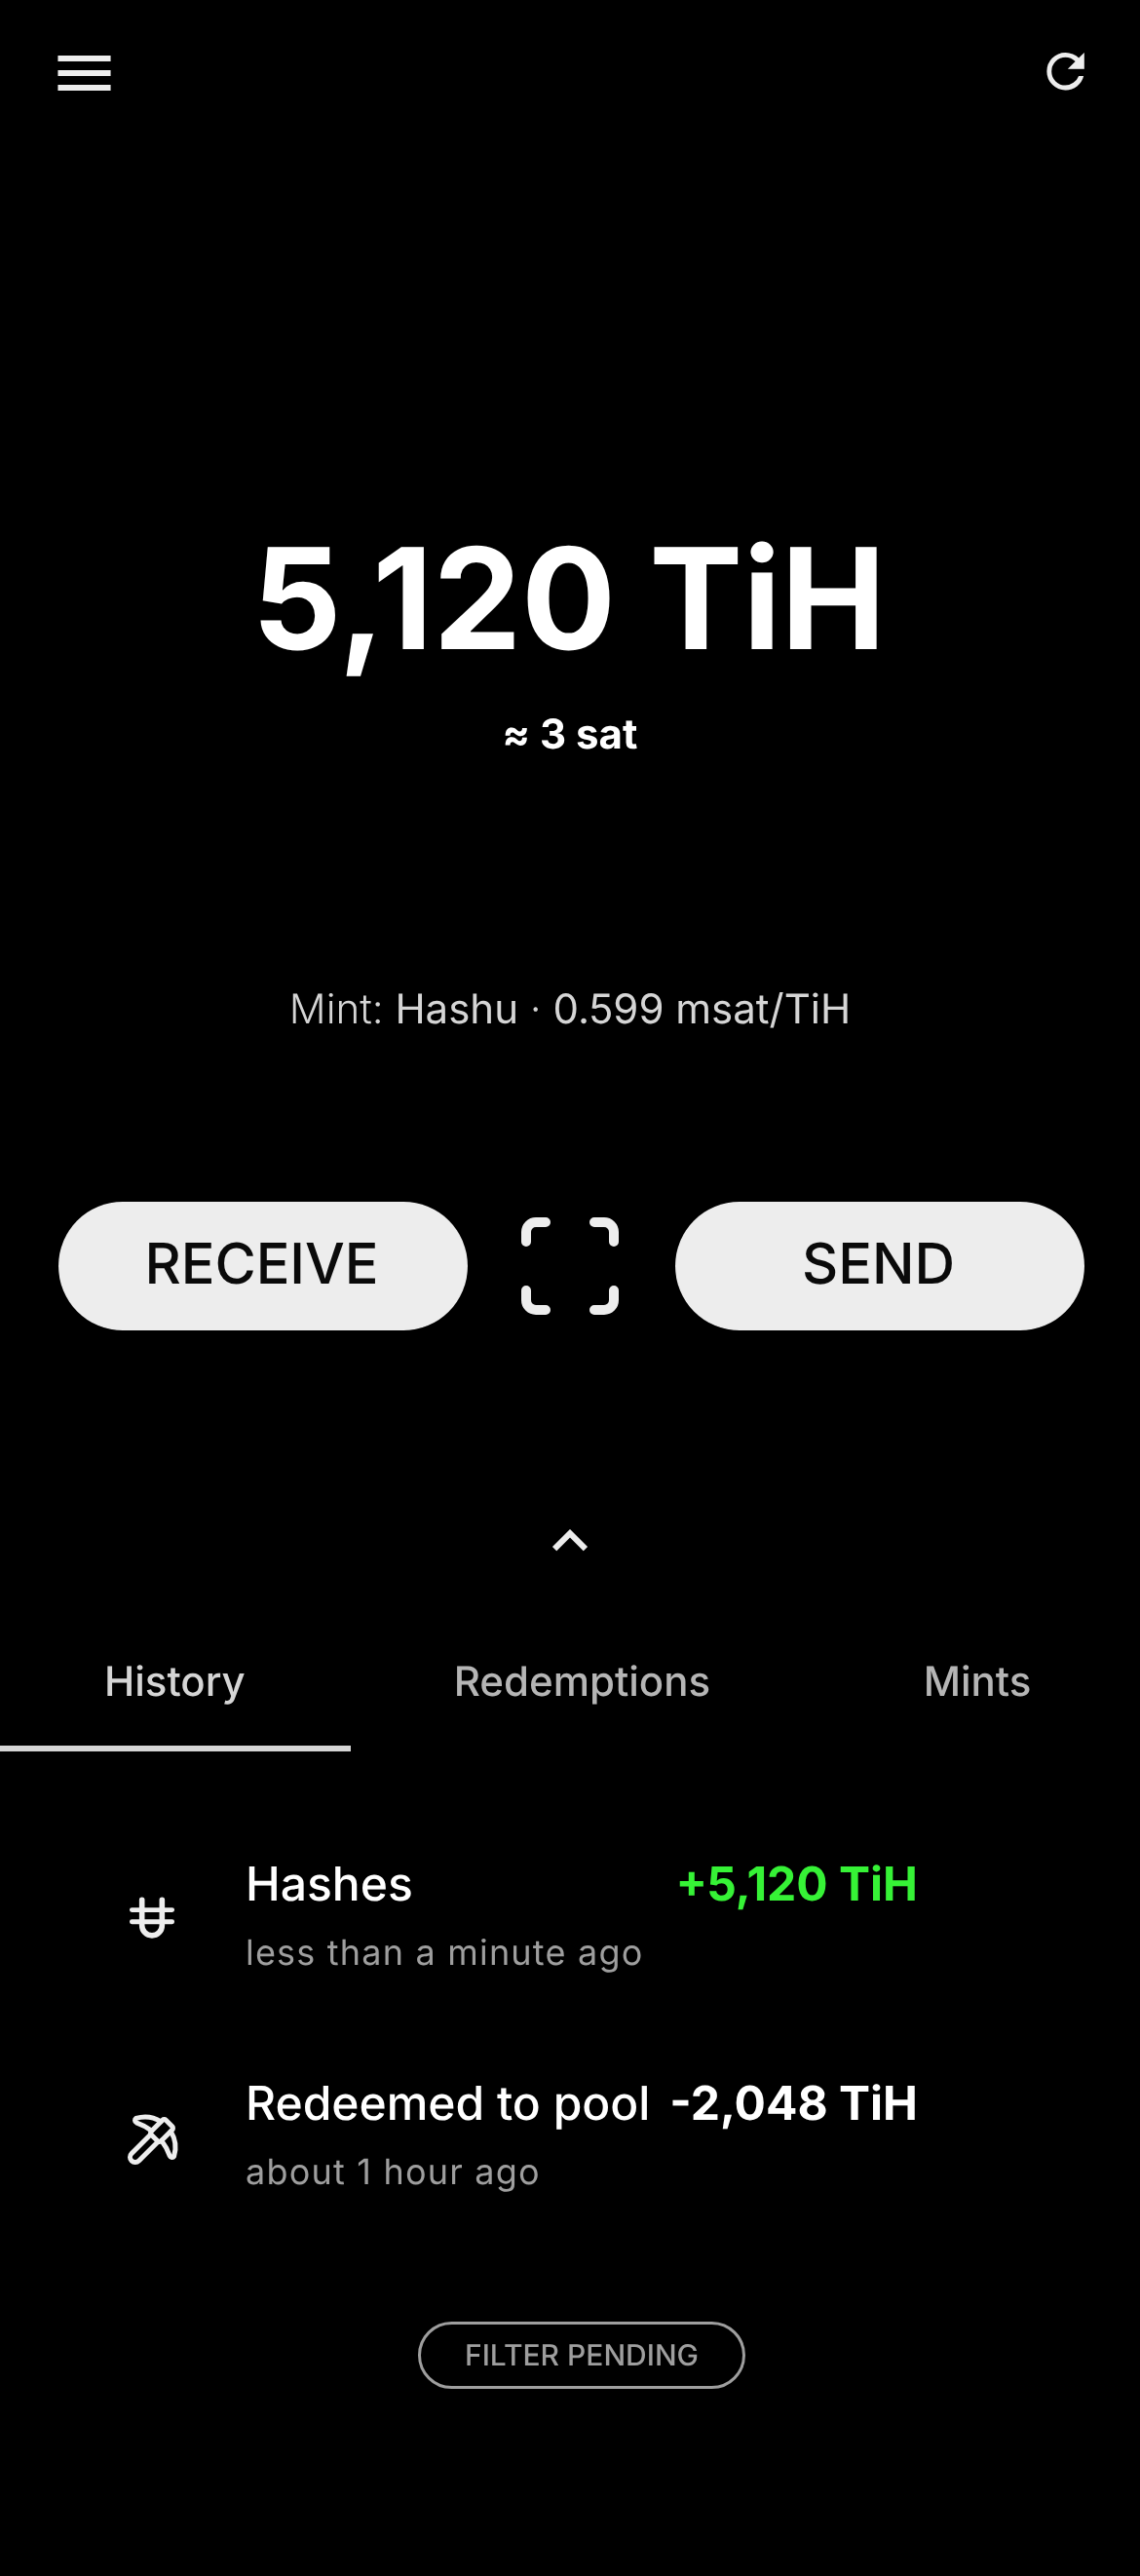 5,120 TiH
≈ 3 sat
Mint: Hashu · 0.599 msat/TiH
RECEIVE SEND
History Redemptions Mints
Hashes +5,120 TiH
less than a minute ago
Redeemed to pool -2,048 TiH
about 1 hour ago
FILTER PENDING